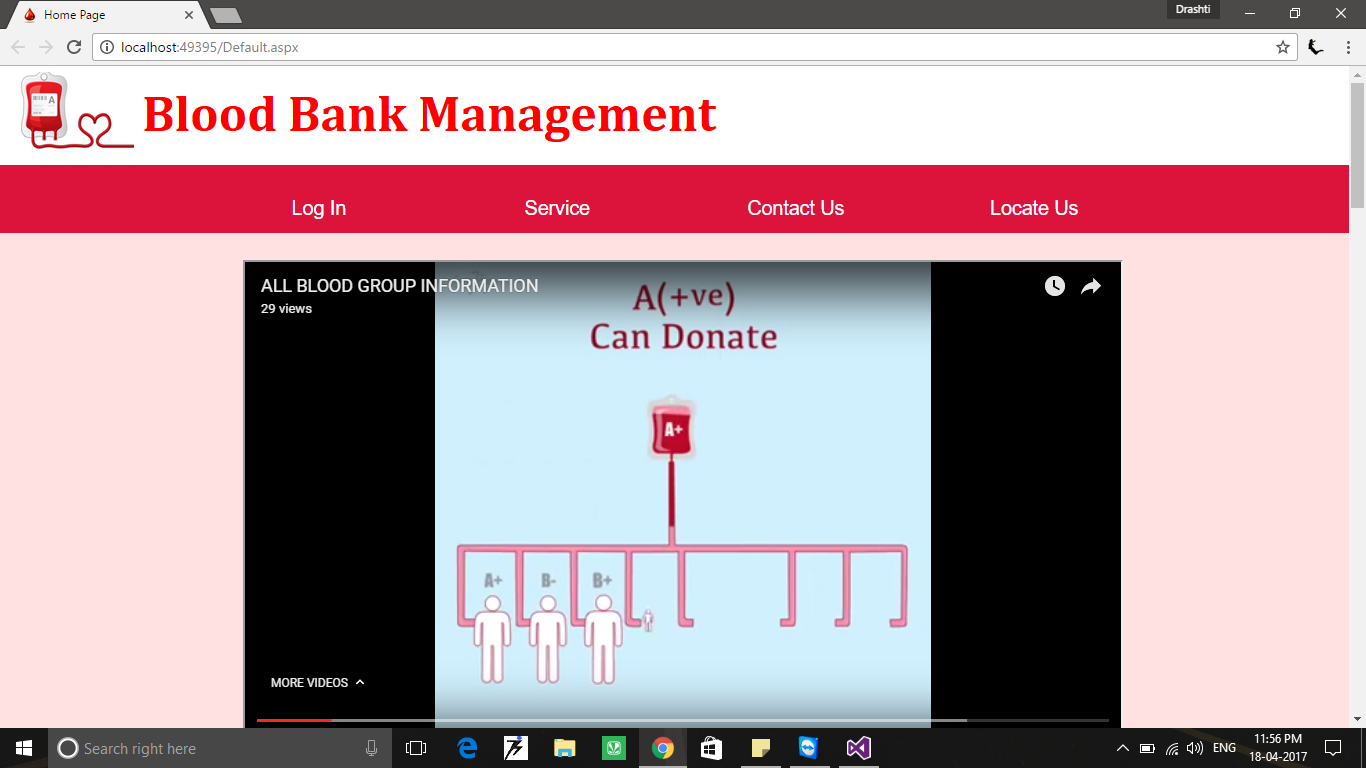 Home Page
Drashti
localhost:49395/Default.aspx
A
Blood Bank Management
Log In Service Contact Us Locate Us
ALL BLOOD GROUP INFORMATION
29 views
A(+ve)
Can Donate
A+
A+ B- B+
MORE VIDEOS
Search right here
ENG
11:56 PM
18-04-2017